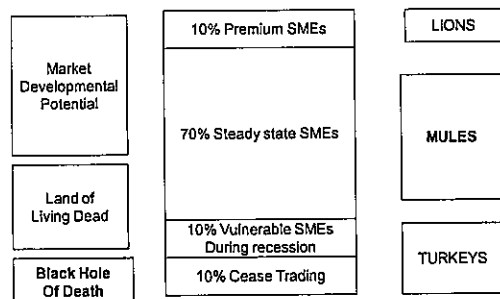 Market
Developmental
Potential
Land of
Living Dead
Black Hole
Of Death
10% Premium SMEs
70% Steady state SMEs
10% Vulnerable SMEs
During recession
10% Cease Trading
LIONS
MULES
TURKEYS